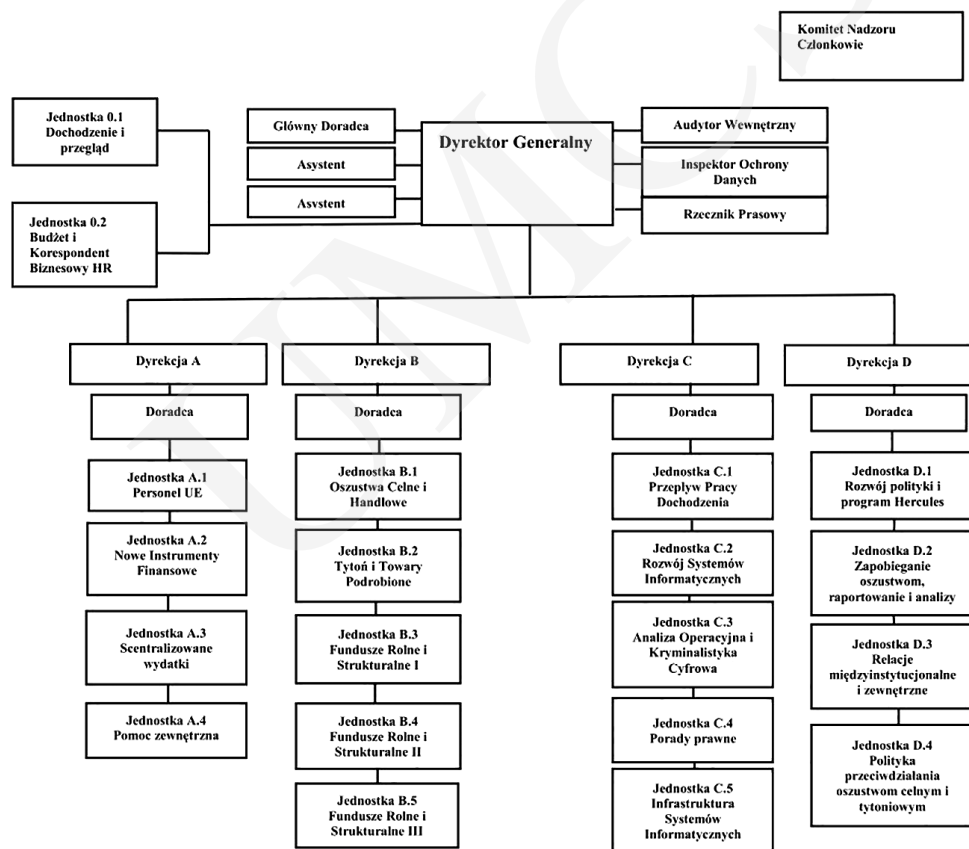 Komitet Nadzoru
Członkowie
Jednostka 0.1
Dochodzenie i
przegląd
Główny Doradca
Dyrektor Generalny
Audytor Wewnętrzny
Asystent
Inspektor Ochrony
Danych
Asystent
Rzecznik Prasowy
Jednostka 0.2
Budżet i
Korespondent
Biznesowy HR
Dyrekcja A
Dyrekcja B
Dyrekcja C
Dyrekcja D
Doradca
Doradca
Doradca
Doradca
Jednostka A.1
Personel UE
Jednostka A.2
Nowe Instrumenty
Finansowe
Jednostka A.3
Scentralizowane
wydatki
Jednostka A.4
Pomoc zewnętrzna
Jednostka B.1
Oszustwa Celne i
Handlowe
Jednostka B.2
Tytoń i Towary
Podrobione
Jednostka B.3
Fundusze Rolne i
Strukturalne I
Jednostka B.4
Fundusze Rolne i
Strukturalne II
Jednostka B.5
Fundusze Rolne i
Strukturalne III
Jednostka C.1
Przepływ Pracy
Dochodzenia
Jednostka C.2
Rozwój Systemów
Informatycznych
Jednostka C.3
Analiza Operacyjna i
Kryminalistyka
Cyfrowa
Jednostka C.4
Porady prawne
Jednostka C.5
Infrastruktura
Systemów
Informatycznych
Jednostka D.1
Rozwój polityki i
program Hercules
Jednostka D.2
Zapobieganie
oszustwom,
raportowanie i analizy
Jednostka D.3
Relacje
międzyinstytucjonalne
i zewnętrzne
Jednostka D.4
Polityka
przeciwdziałania
oszustwom celnym i
tytoniowym
UMC